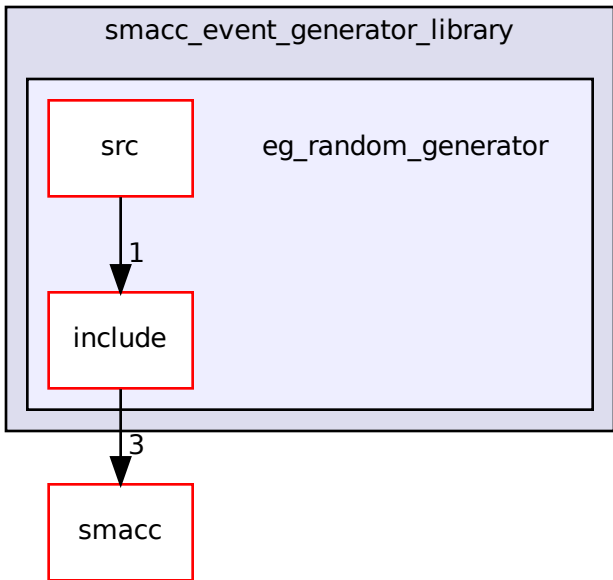 smacc_event_generator_library
src
eg_random_generator
1
include
3
smacc